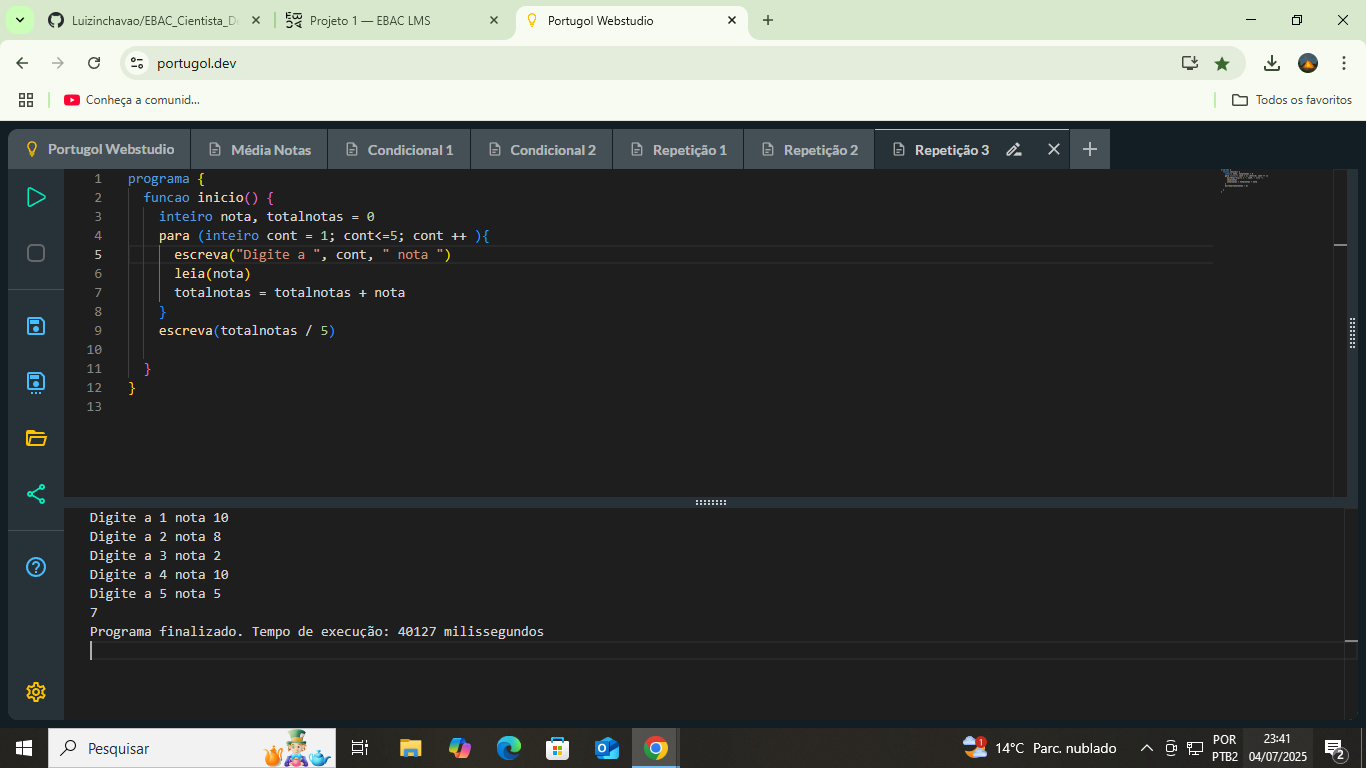 Luizinchavao/EBAC_Cientista_De
Projeto 1 — EBAC LMS
Portugol Webstudio
portugol.dev
Conheça a comunid...
Todos os favoritos
Portugol Webstudio
Média Notas
Condicional 1
Condicional 2
Repetição 1
Repetição 2
Repetição 3
1 programa {
2 funcao inicio() {
3 inteiro nota, totalnotas = 0
4 para (inteiro cont = 1; cont<=5; cont ++ ){
5 escreva("Digite a ", cont, " nota ")
6 leia(nota)
7 totalnotas = totalnotas + nota
8 }
9 escreva(totalnotas / 5)
10
11 }
12 }
13
Digite a 1 nota 10
Digite a 2 nota 8
Digite a 3 nota 2
Digite a 4 nota 10
Digite a 5 nota 5
7
Programa finalizado. Tempo de execução: 40127 milissegundos
Pesquisar
1
14°C Parc. nublado
POR
PTB2
23:41
04/07/2025
2